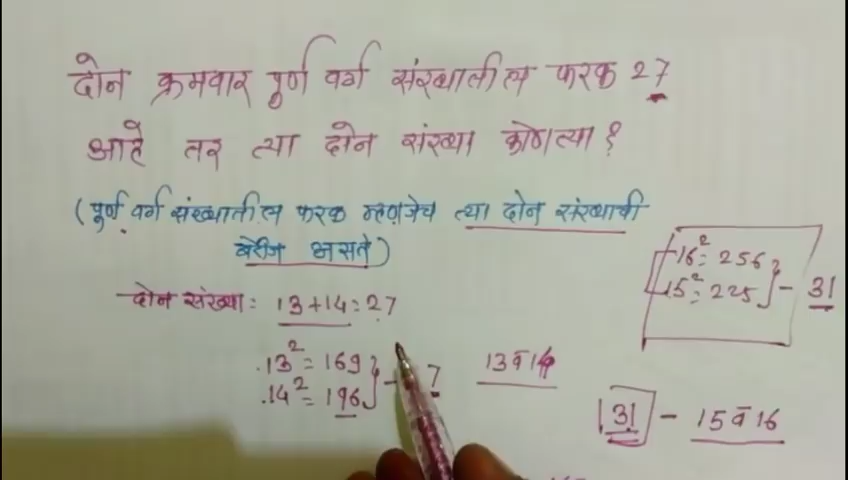 दोन क्रमवार पुर्ण वर्ग संख्यातील फरक 27
आहे तर त्या दोन संख्या कोणत्या ?
(पुर्ण वर्ग संख्यातील फरक म्हणजेच त्या दोन संख्याची
बेरीज असते)
दोन संख्या: 13+14=27
13² = 169
14² = 196
7
13 व 14
16² = 256
15² = 225
- 31
31 - 15 व 16